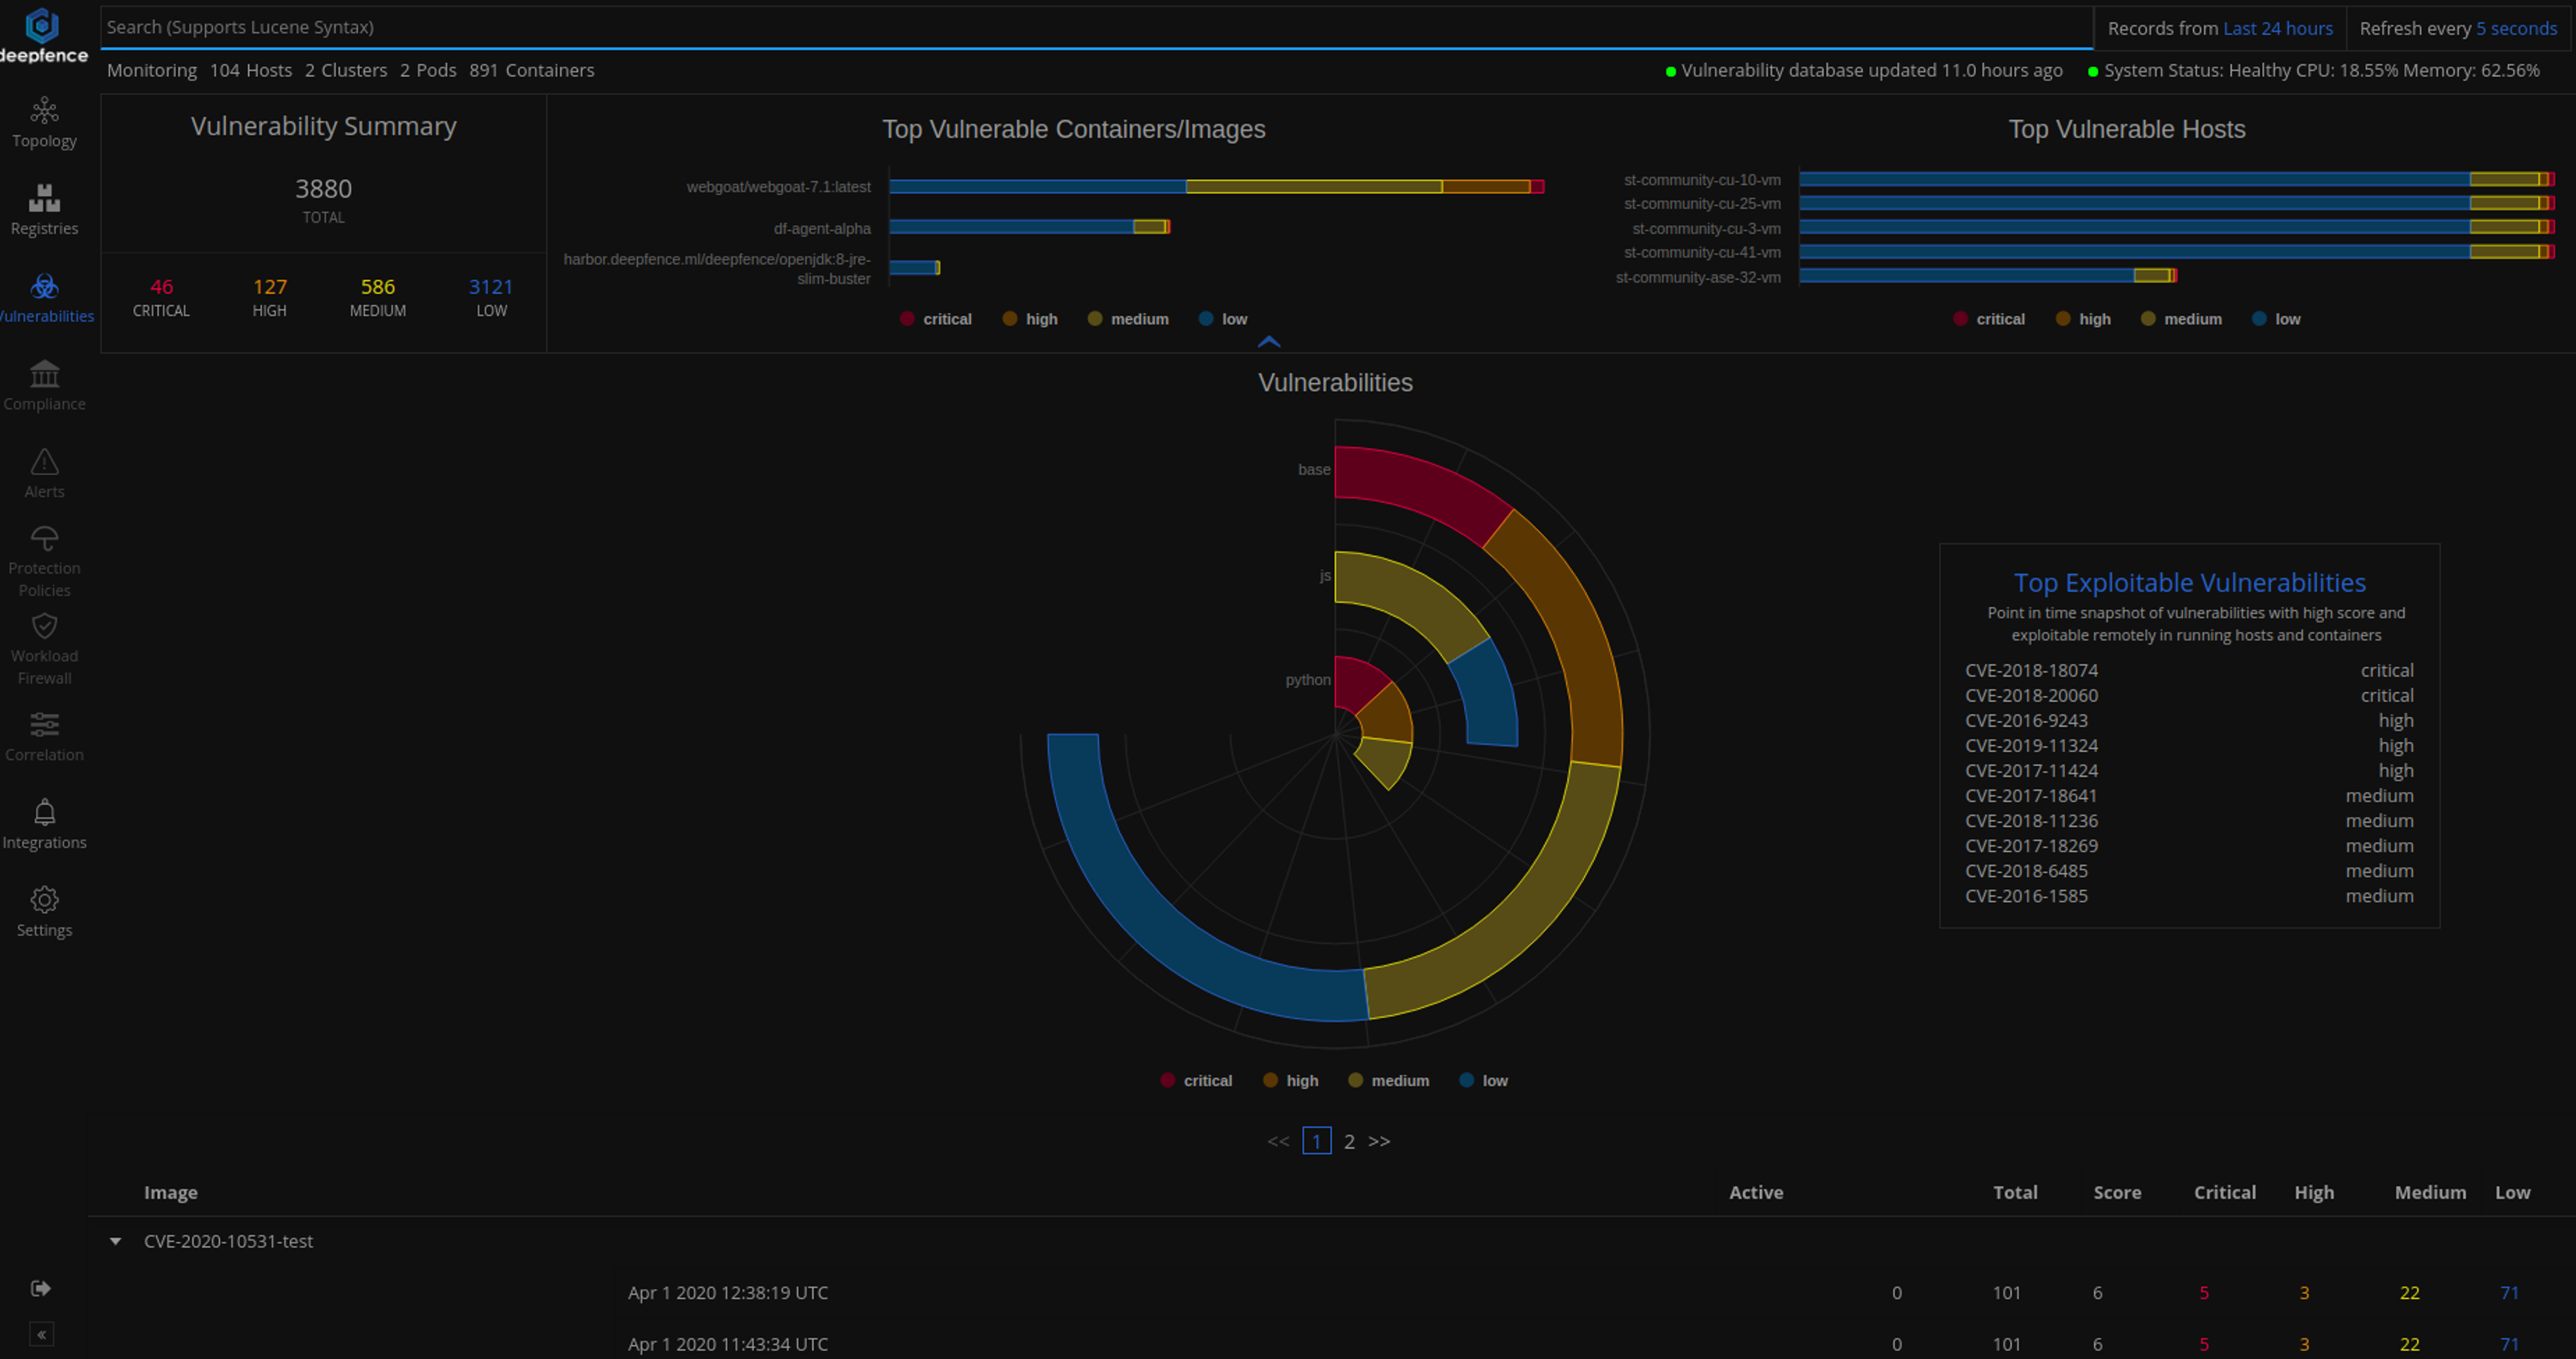 deepfence
Search (Supports Lucene Syntax)
Records from Last 24 hours
Refresh every 5 seconds
Monitoring 104 Hosts 2 Clusters 2 Pods 891 Containers
Vulnerability database updated 11.0 hours ago
System Status: Healthy CPU: 18.55% Memory: 62.56%
Topology
Registries
Vulnerabilities
Compliance
Alerts
Protection
Policies
Workload
Firewall
Correlation
Integrations
Settings
«
Vulnerability Summary
3880
TOTAL
46 127 586 3121
CRITICAL HIGH MEDIUM LOW
Top Vulnerable Containers/Images
webgoat/webgoat-7.1:latest
df-agent-alpha
harbor.deepfence.ml/deepfence/openjdk:8-jre-
slim-buster
critical high medium low
Top Vulnerable Hosts
st-community-cu-10-vm
st-community-cu-25-vm
st-community-cu-3-vm
st-community-cu-41-vm
st-community-ase-32-vm
critical high medium low
Vulnerabilities
base
js
python
critical high medium low
Top Exploitable Vulnerabilities
Point in time snapshot of vulnerabilities with high score and
exploitable remotely in running hosts and containers
CVE-2018-18074 critical
CVE-2018-20060 critical
CVE-2016-9243 high
CVE-2019-11324 high
CVE-2017-11424 high
CVE-2017-18641 medium
CVE-2018-11236 medium
CVE-2017-18269 medium
CVE-2018-6485 medium
CVE-2016-1585 medium
<< 1 2 >>
Image Active Total Score Critical High Medium Low
CVE-2020-10531-test
Apr 1 2020 12:38:19 UTC 0 101 6 5 3 22 71
Apr 1 2020 11:43:34 UTC 0 101 6 5 3 22 71